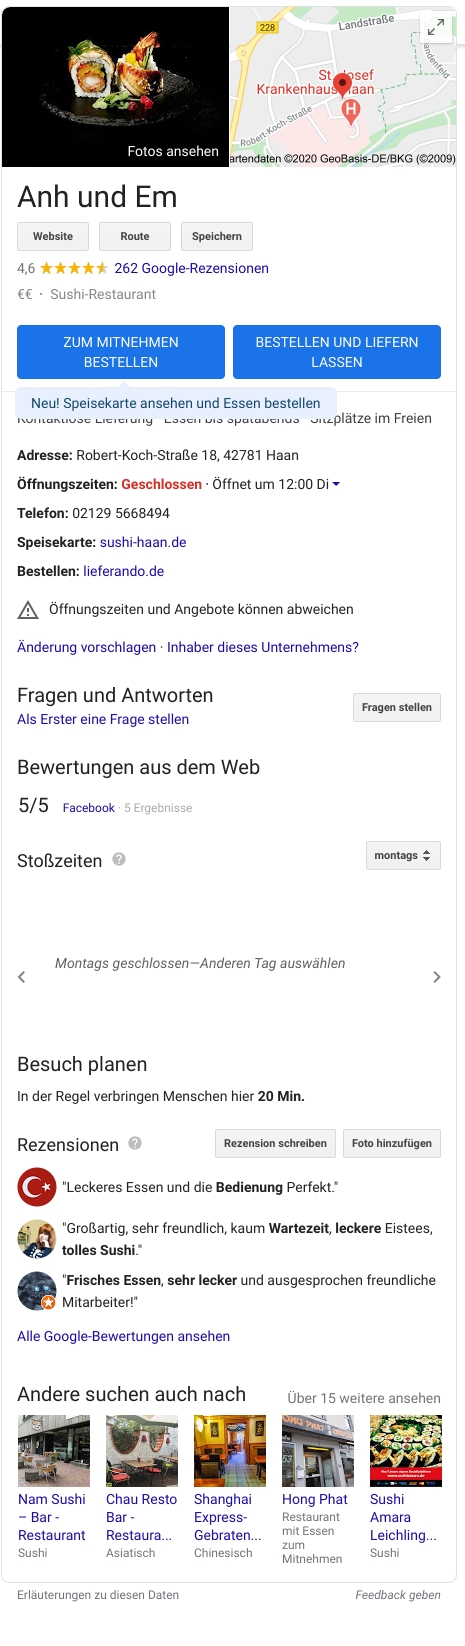 228
Landstraße
andenfeld
St. Josef
Krankenhaus Haan
H
Robert-Koch-Straße
Fotos ansehen
artendaten ©2020 GeoBasis-DE/BKG (©2009)
Anh und Em
Website Route Speichern
4,6 262 Google-Rezensionen
€€ · Sushi-Restaurant
ZUM MITNEHMEN
BESTELLEN
BESTELLEN UND LIEFERN
LASSEN
Neu! Speisekarte ansehen und Essen bestellen
Kontaktlose Lieferung · Essen bis spätabends · Sitzplätze im Freien
Adresse: Robert-Koch-Straße 18, 42781 Haan
Öffnungszeiten: Geschlossen · Öffnet um 12:00 Di
Telefon: 02129 5668494
Speisekarte: sushi-haan.de
Bestellen: lieferando.de
Öffnungszeiten und Angebote können abweichen
Änderung vorschlagen · Inhaber dieses Unternehmens?
Fragen und Antworten
Fragen stellen
Als Erster eine Frage stellen
Bewertungen aus dem Web
5/5 Facebook · 5 Ergebnisse
Stoßzeiten ? montags
Montags geschlossen—Anderen Tag auswählen
Besuch planen
In der Regel verbringen Menschen hier 20 Min.
Rezensionen ? Rezension schreiben Foto hinzufügen
"Leckeres Essen und die Bedienung Perfekt."
"Großartig, sehr freundlich, kaum Wartezeit, leckere Eistees,
tolles Sushi."
"Frisches Essen, sehr lecker und ausgesprochen freundliche
Mitarbeiter!"
Alle Google-Bewertungen ansehen
Andere suchen auch nach Über 15 weitere ansehen
Nam Sushi
– Bar -
Restaurant
Sushi
Chau Resto
Bar -
Restaura...
Asiatisch
Shanghai
Express-
Gebraten...
Chinesisch
Hong Phat
Restaurant
mit Essen
zum
Mitnehmen
Sushi
Amara
Leichling...
Sushi
Erläuterungen zu diesen Daten Feedback geben